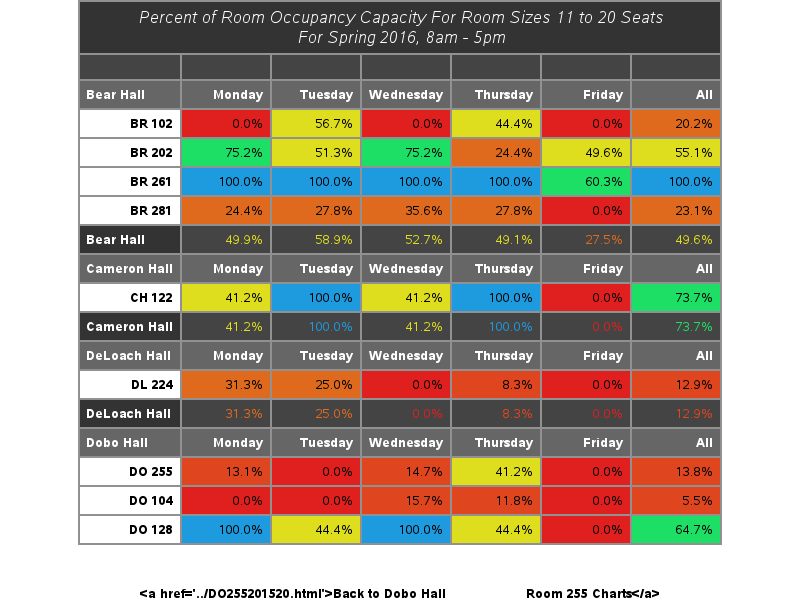 Percent of Room Occupancy Capacity For Room Sizes 11 to 20 Seats
For Spring 2016, 8am - 5pm
Bear Hall Monday Tuesday Wednesday Thursday Friday All
BR 102 0.0% 56.7% 0.0% 44.4% 0.0% 20.2%
BR 202 75.2% 51.3% 75.2% 24.4% 49.6% 55.1%
BR 261 100.0% 100.0% 100.0% 100.0% 60.3% 100.0%
BR 281 24.4% 27.8% 35.6% 27.8% 0.0% 23.1%
Bear Hall 49.9% 58.9% 52.7% 49.1% 27.5% 49.6%
Cameron Hall Monday Tuesday Wednesday Thursday Friday All
CH 122 41.2% 100.0% 41.2% 100.0% 0.0% 73.7%
Cameron Hall 41.2% 100.0% 41.2% 100.0% 0.0% 73.7%
DeLoach Hall Monday Tuesday Wednesday Thursday Friday All
DL 224 31.3% 25.0% 0.0% 8.3% 0.0% 12.9%
DeLoach Hall 31.3% 25.0% 0.0% 8.3% 0.0% 12.9%
Dobo Hall Monday Tuesday Wednesday Thursday Friday All
DO 255 13.1% 0.0% 14.7% 41.2% 0.0% 13.8%
DO 104 0.0% 0.0% 15.7% 11.8% 0.0% 5.5%
DO 128 100.0% 44.4% 100.0% 44.4% 0.0% 64.7%
<a href='../DO255201520.html'>Back to Dobo Hall Room 255 Charts</a>